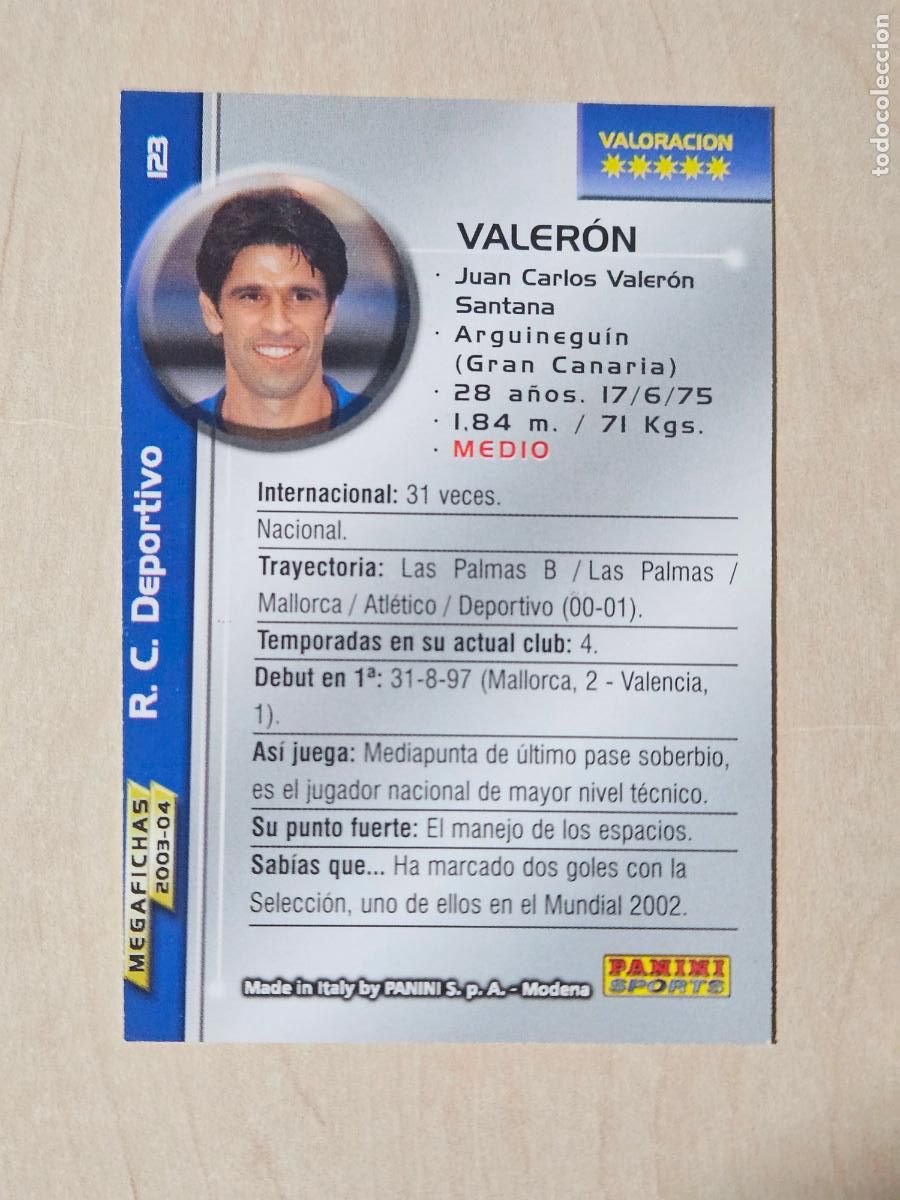 todocoleccion
123
R. C. Deportivo
MEGAFICHAS
2003-04
VALORACION
VALERÓN
· Juan Carlos Valerón
Santana
· Arguineguín
(Gran Canaria)
· 28 años. 17/6/75
· 1,84 m. / 71 Kgs.
· MEDIO
Internacional: 31 veces.
Nacional.
Trayectoria: Las Palmas B / Las Palmas /
Mallorca / Atlético / Deportivo (00-01).
Temporadas en su actual club: 4.
Debut en 1ª: 31-8-97 (Mallorca, 2 - Valencia,
1).
Así juega: Mediapunta de último pase soberbio,
es el jugador nacional de mayor nivel técnico.
Su punto fuerte: El manejo de los espacios.
Sabías que... Ha marcado dos goles con la
Selección, uno de ellos en el Mundial 2002.
Made in Italy by PANINI S. p. A. - Modena
PANINI
SPORTS